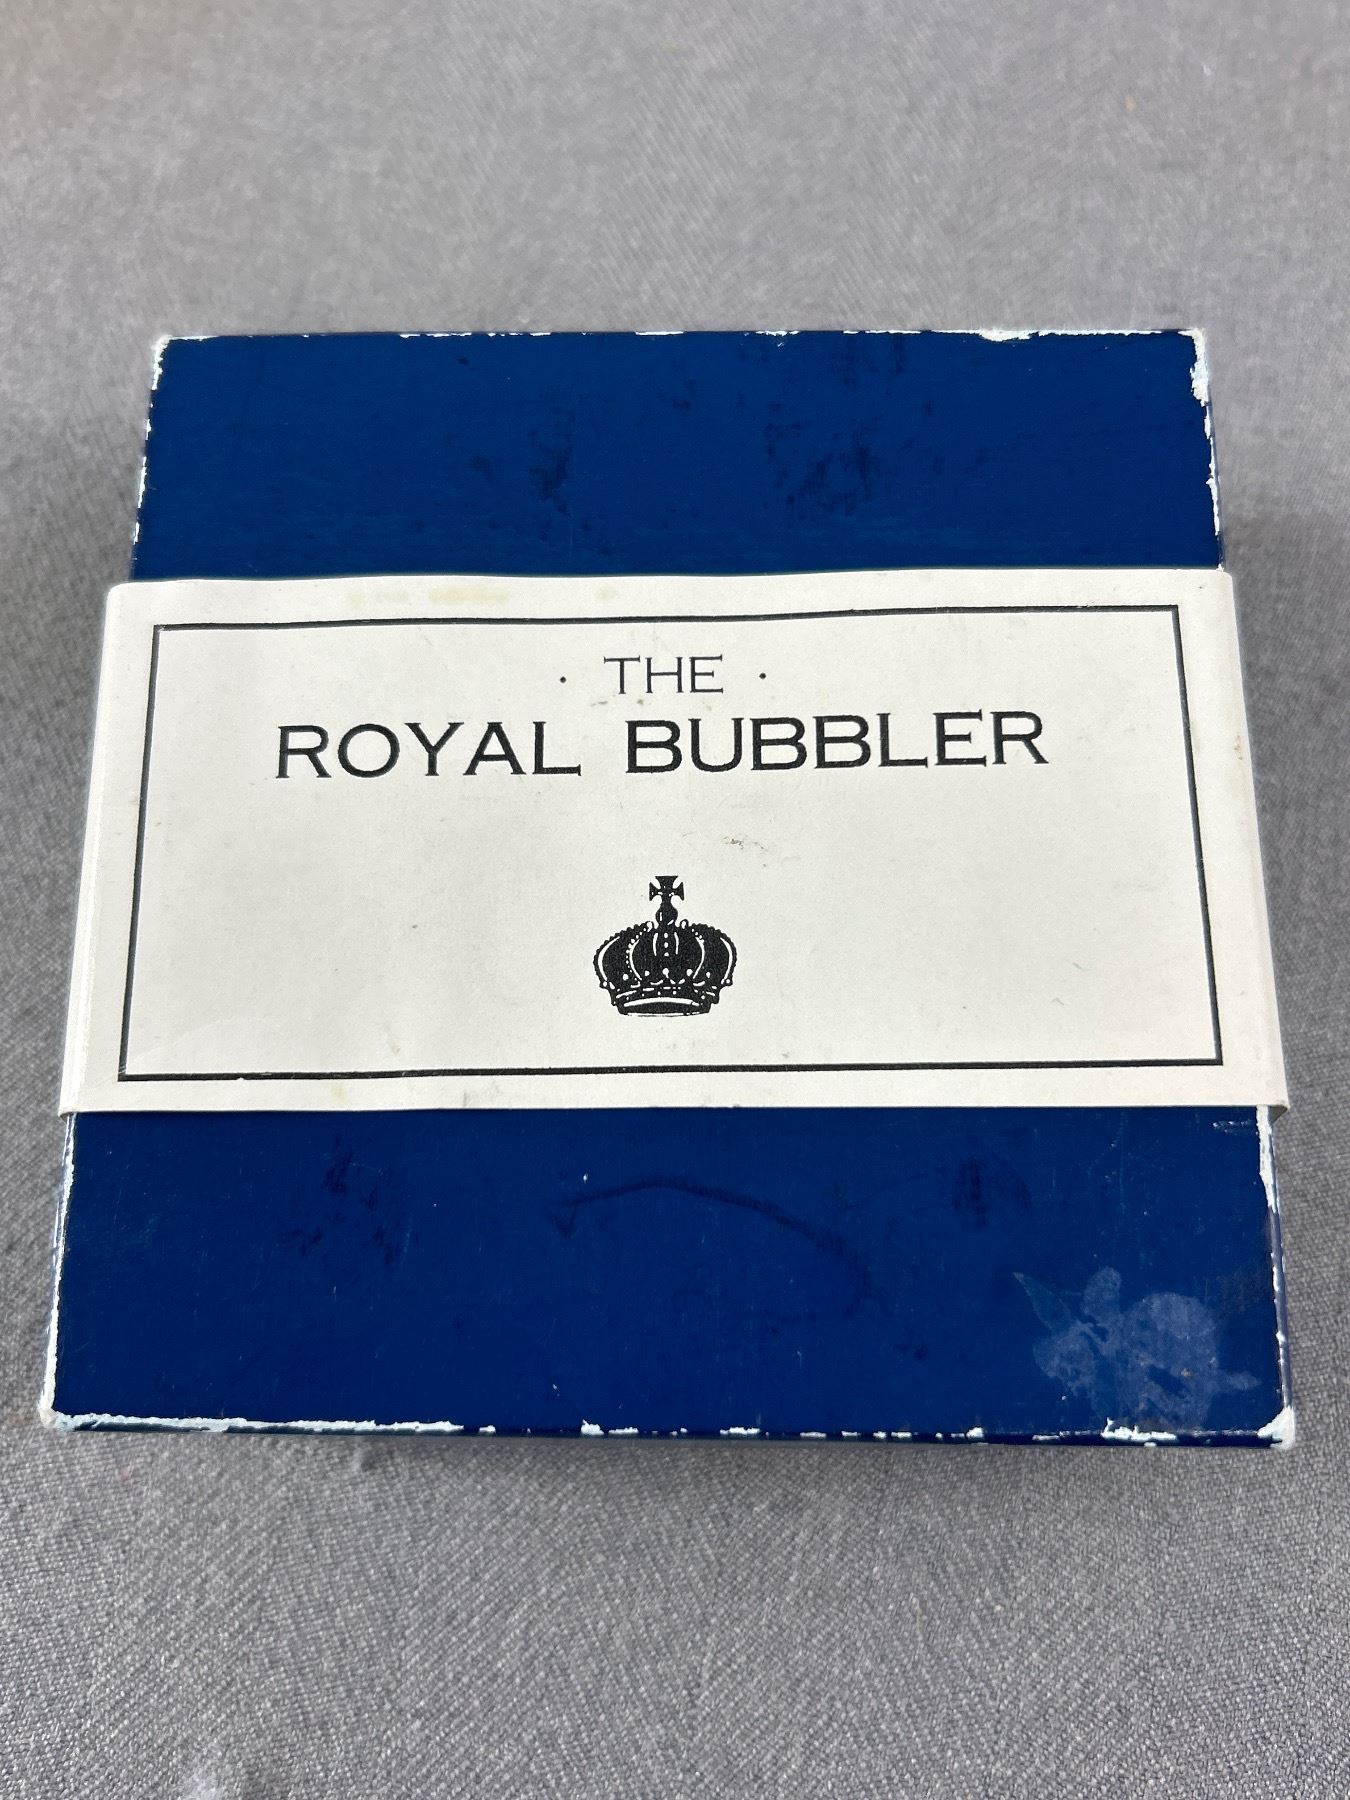 · THE ·
ROYAL BUBBLER